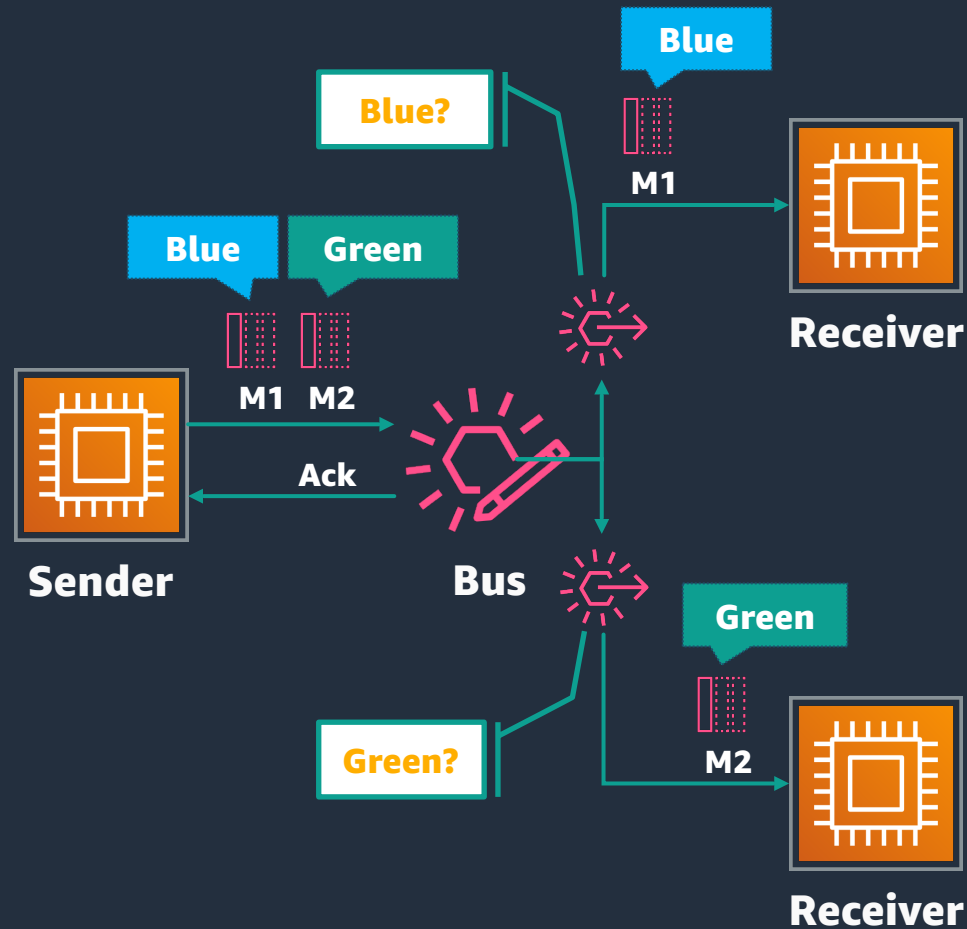 Blue
Blue?
M1
Receiver
Blue
Green
M1
M2
Ack
Sender
Bus
Green
Green?
M2
Receiver